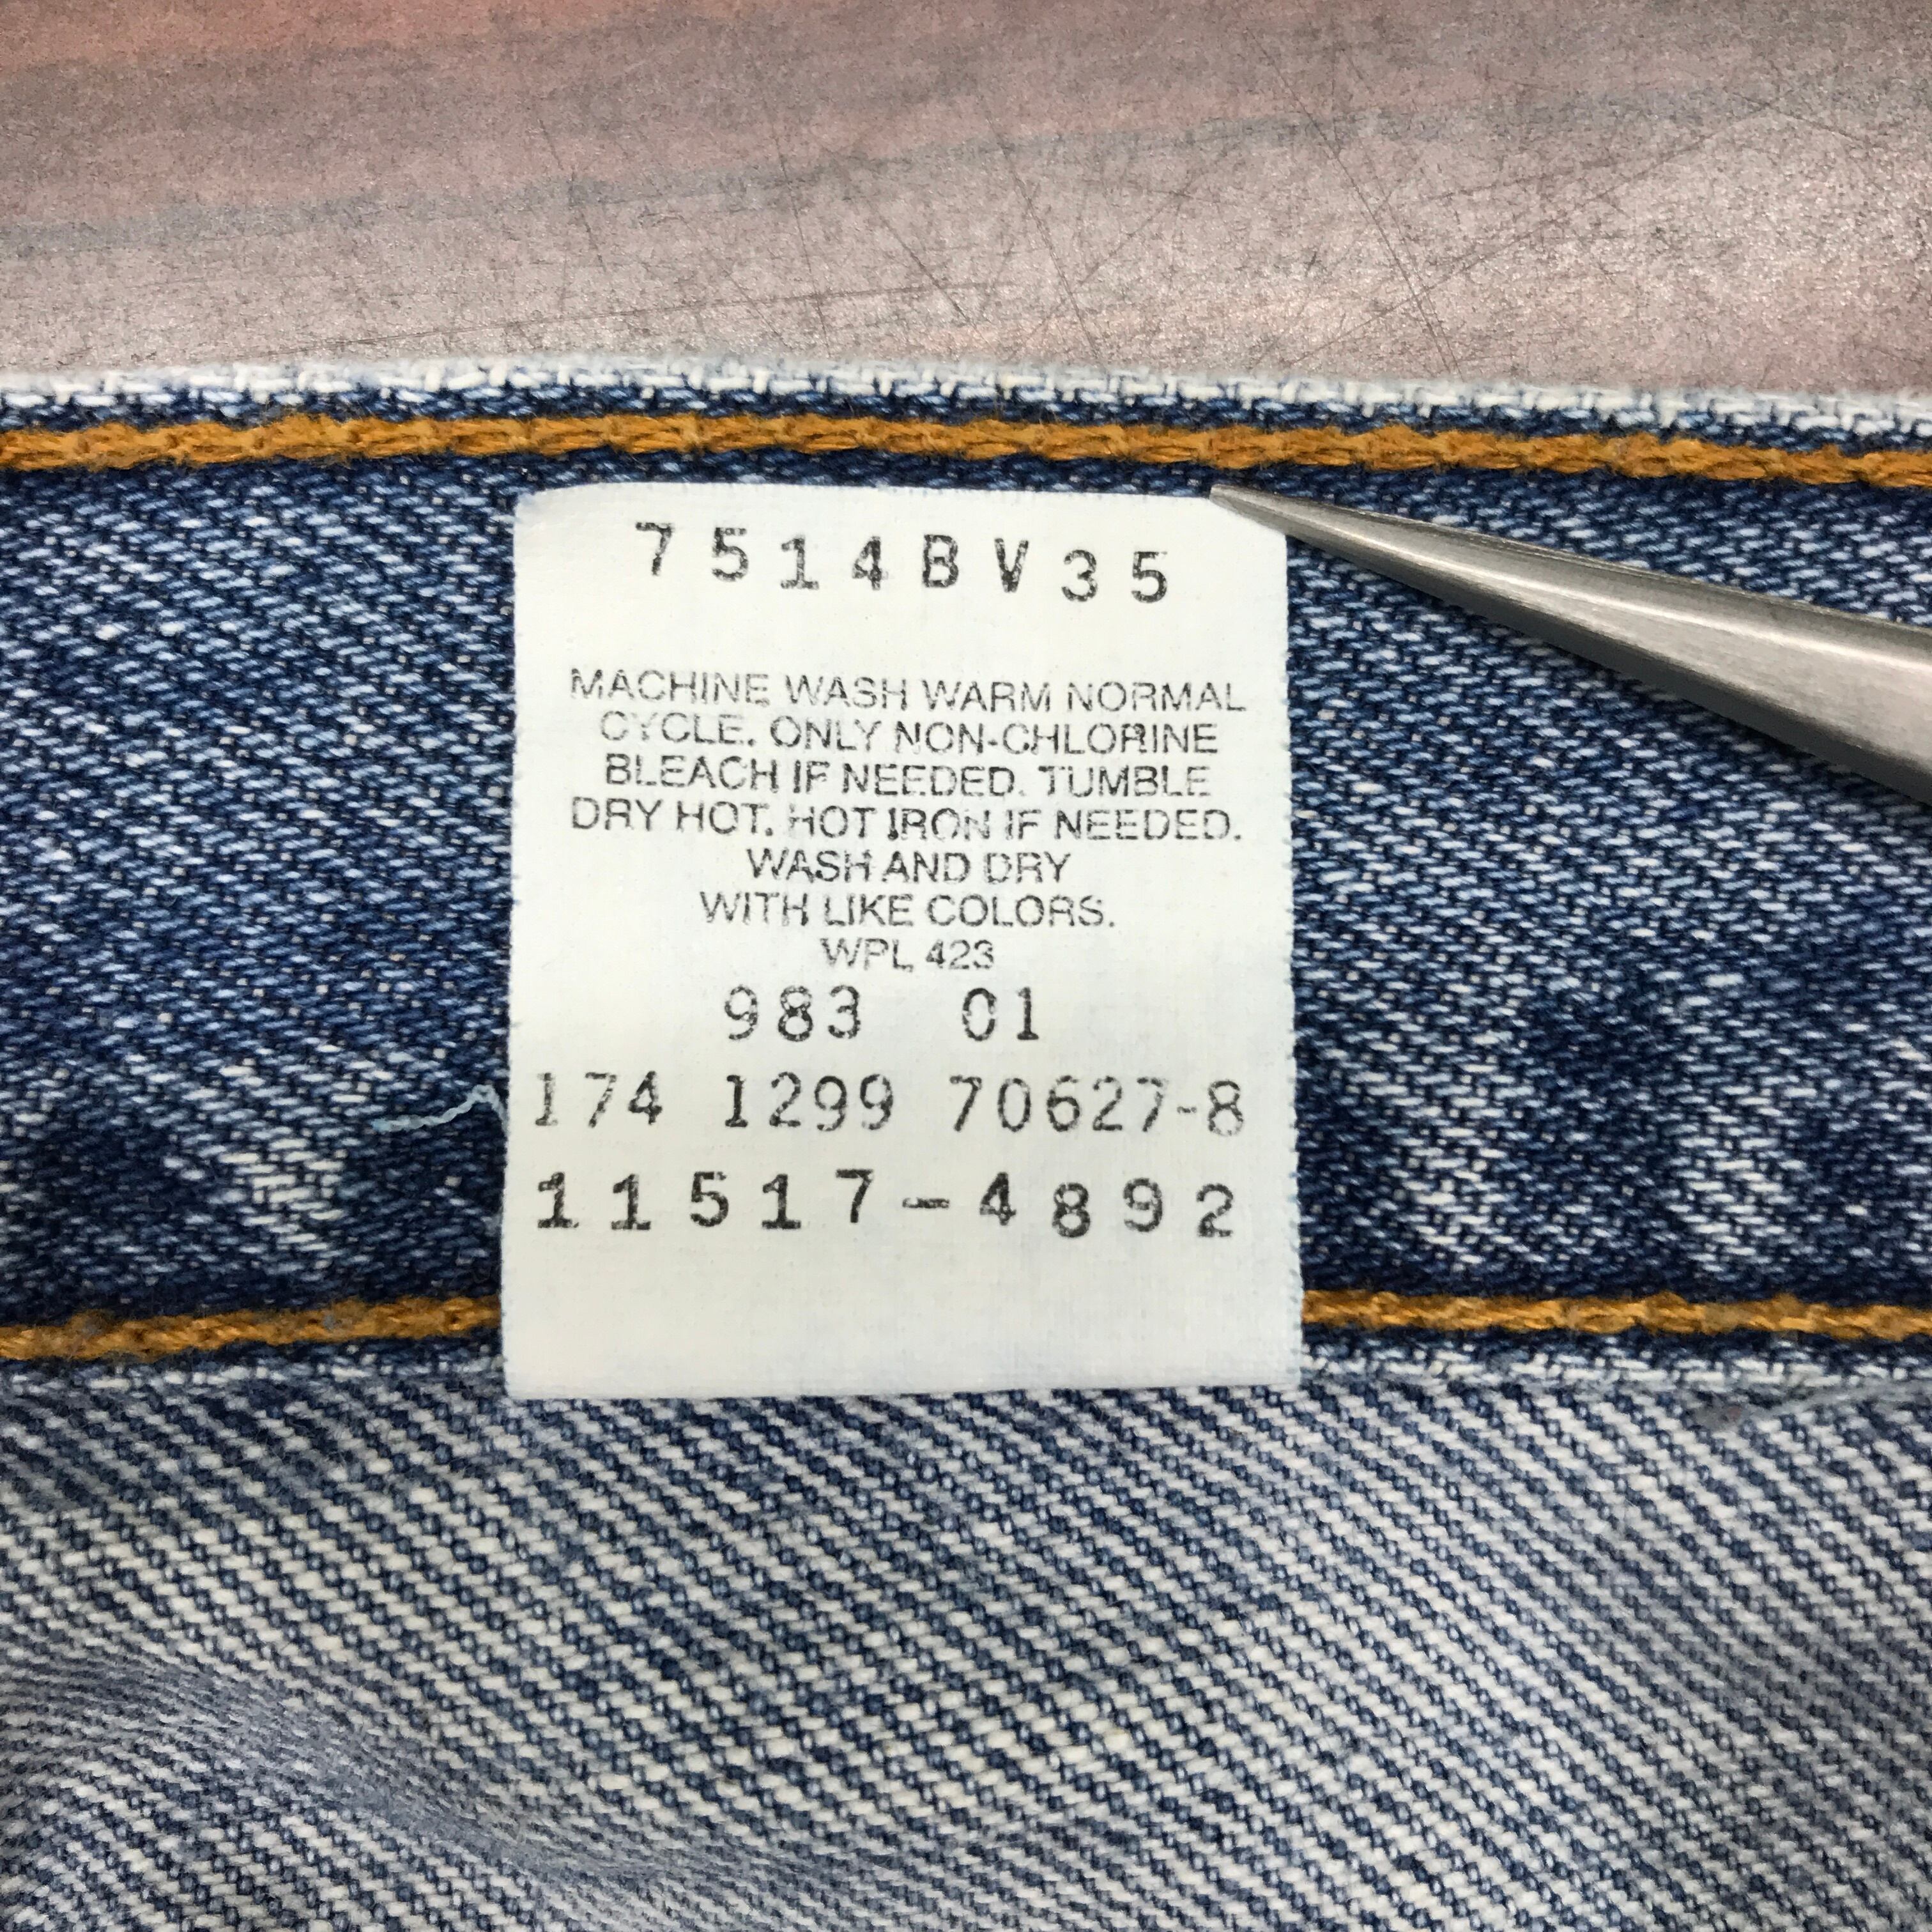 7514BV35
MACHINE WASH WARM NORMAL
CYCLE. ONLY NON-CHLORINE
BLEACH IF NEEDED. TUMBLE
DRY HOT. HOT IRON IF NEEDED.
WASH AND DRY
WITH LIKE COLORS.
WPL 423
983 01
174 1299 70627-8
11517-4892